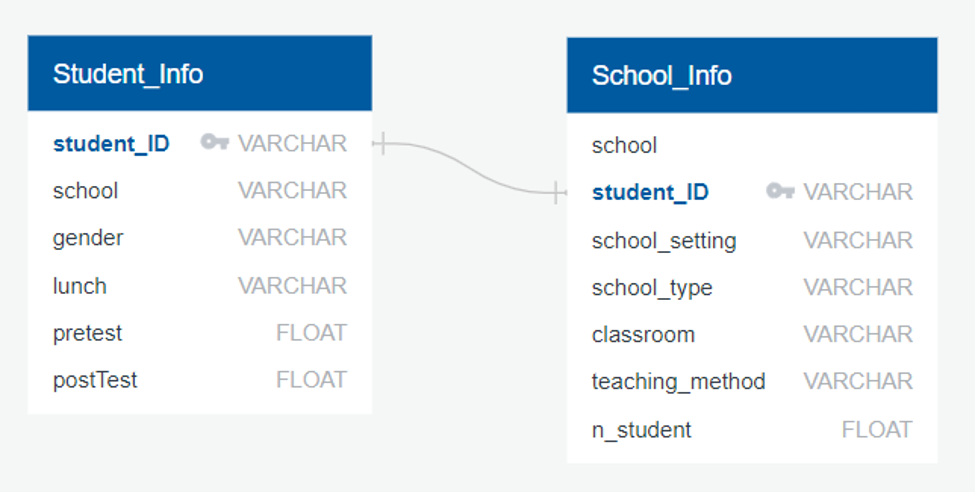 Student_Info
student_ID VARCHAR
school VARCHAR
gender VARCHAR
lunch VARCHAR
pretest FLOAT
postTest FLOAT
School_Info
school
student_ID VARCHAR
school_setting VARCHAR
school_type VARCHAR
classroom VARCHAR
teaching_method VARCHAR
n_student FLOAT